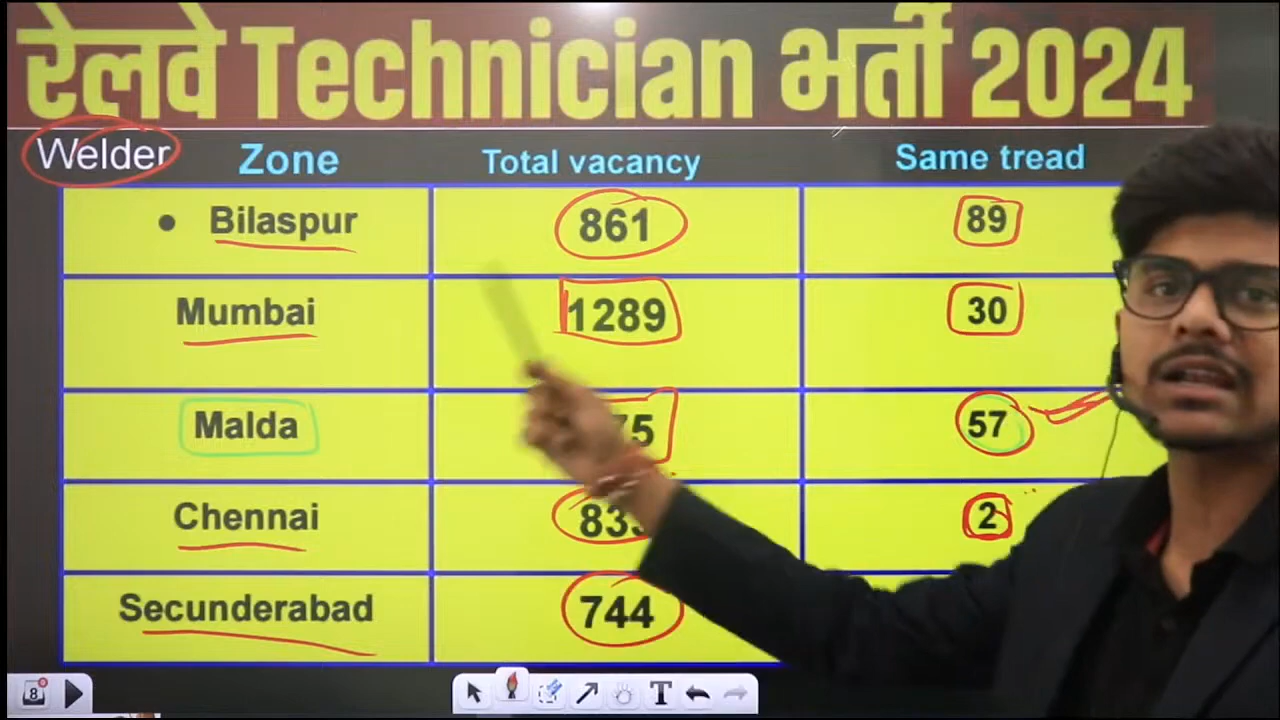 रेलवे Technician भर्ती 2024
Welder Zone Total vacancy Same tread
• Bilaspur 861 89
Mumbai 1289 30
Malda 57
Chennai 2
Secunderabad 744
8
T